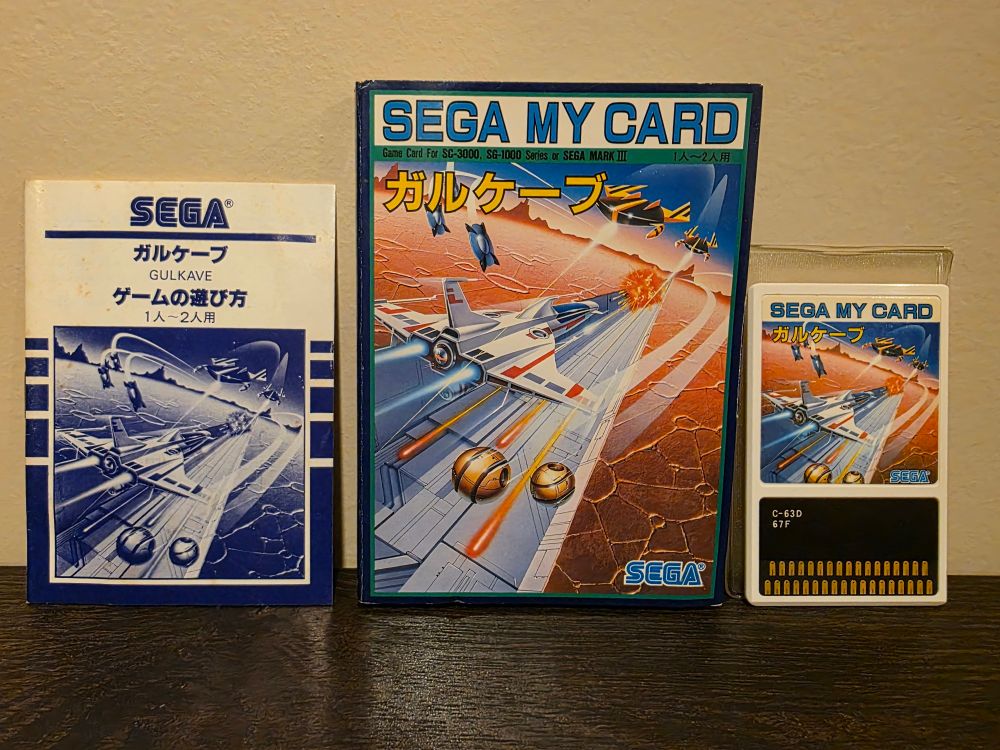 SEGA®
ガルケーブ
GULKAVE
ゲームの遊び方
1人〜2人用
SEGA MY CARD
Game Card For SC-3000, SG-1000 Series or SEGA MARK III
1人〜2人用
ガルケーブ
SEGA®
SEGA MY CARD
ガルケーブ
SEGA®
C-63D
67F